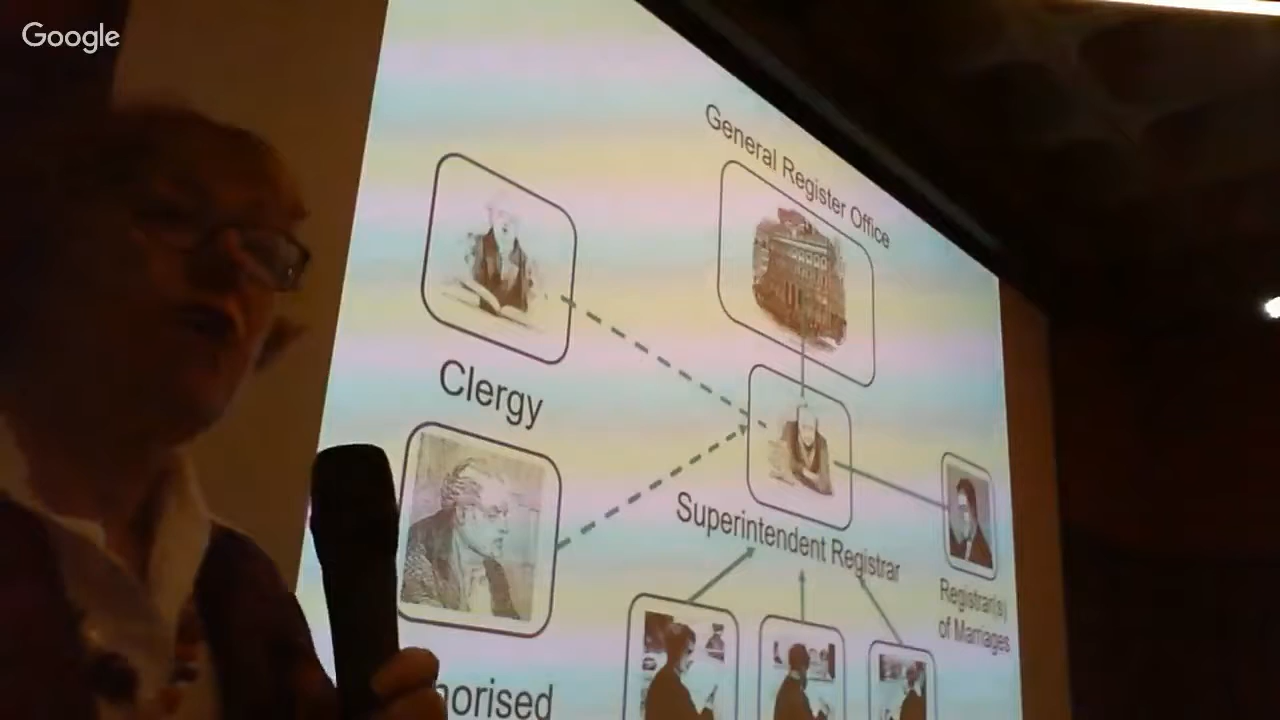 Google
General Register Office
Clergy
Superintendent Registrar
Registrar(s)
of Marriages
horised